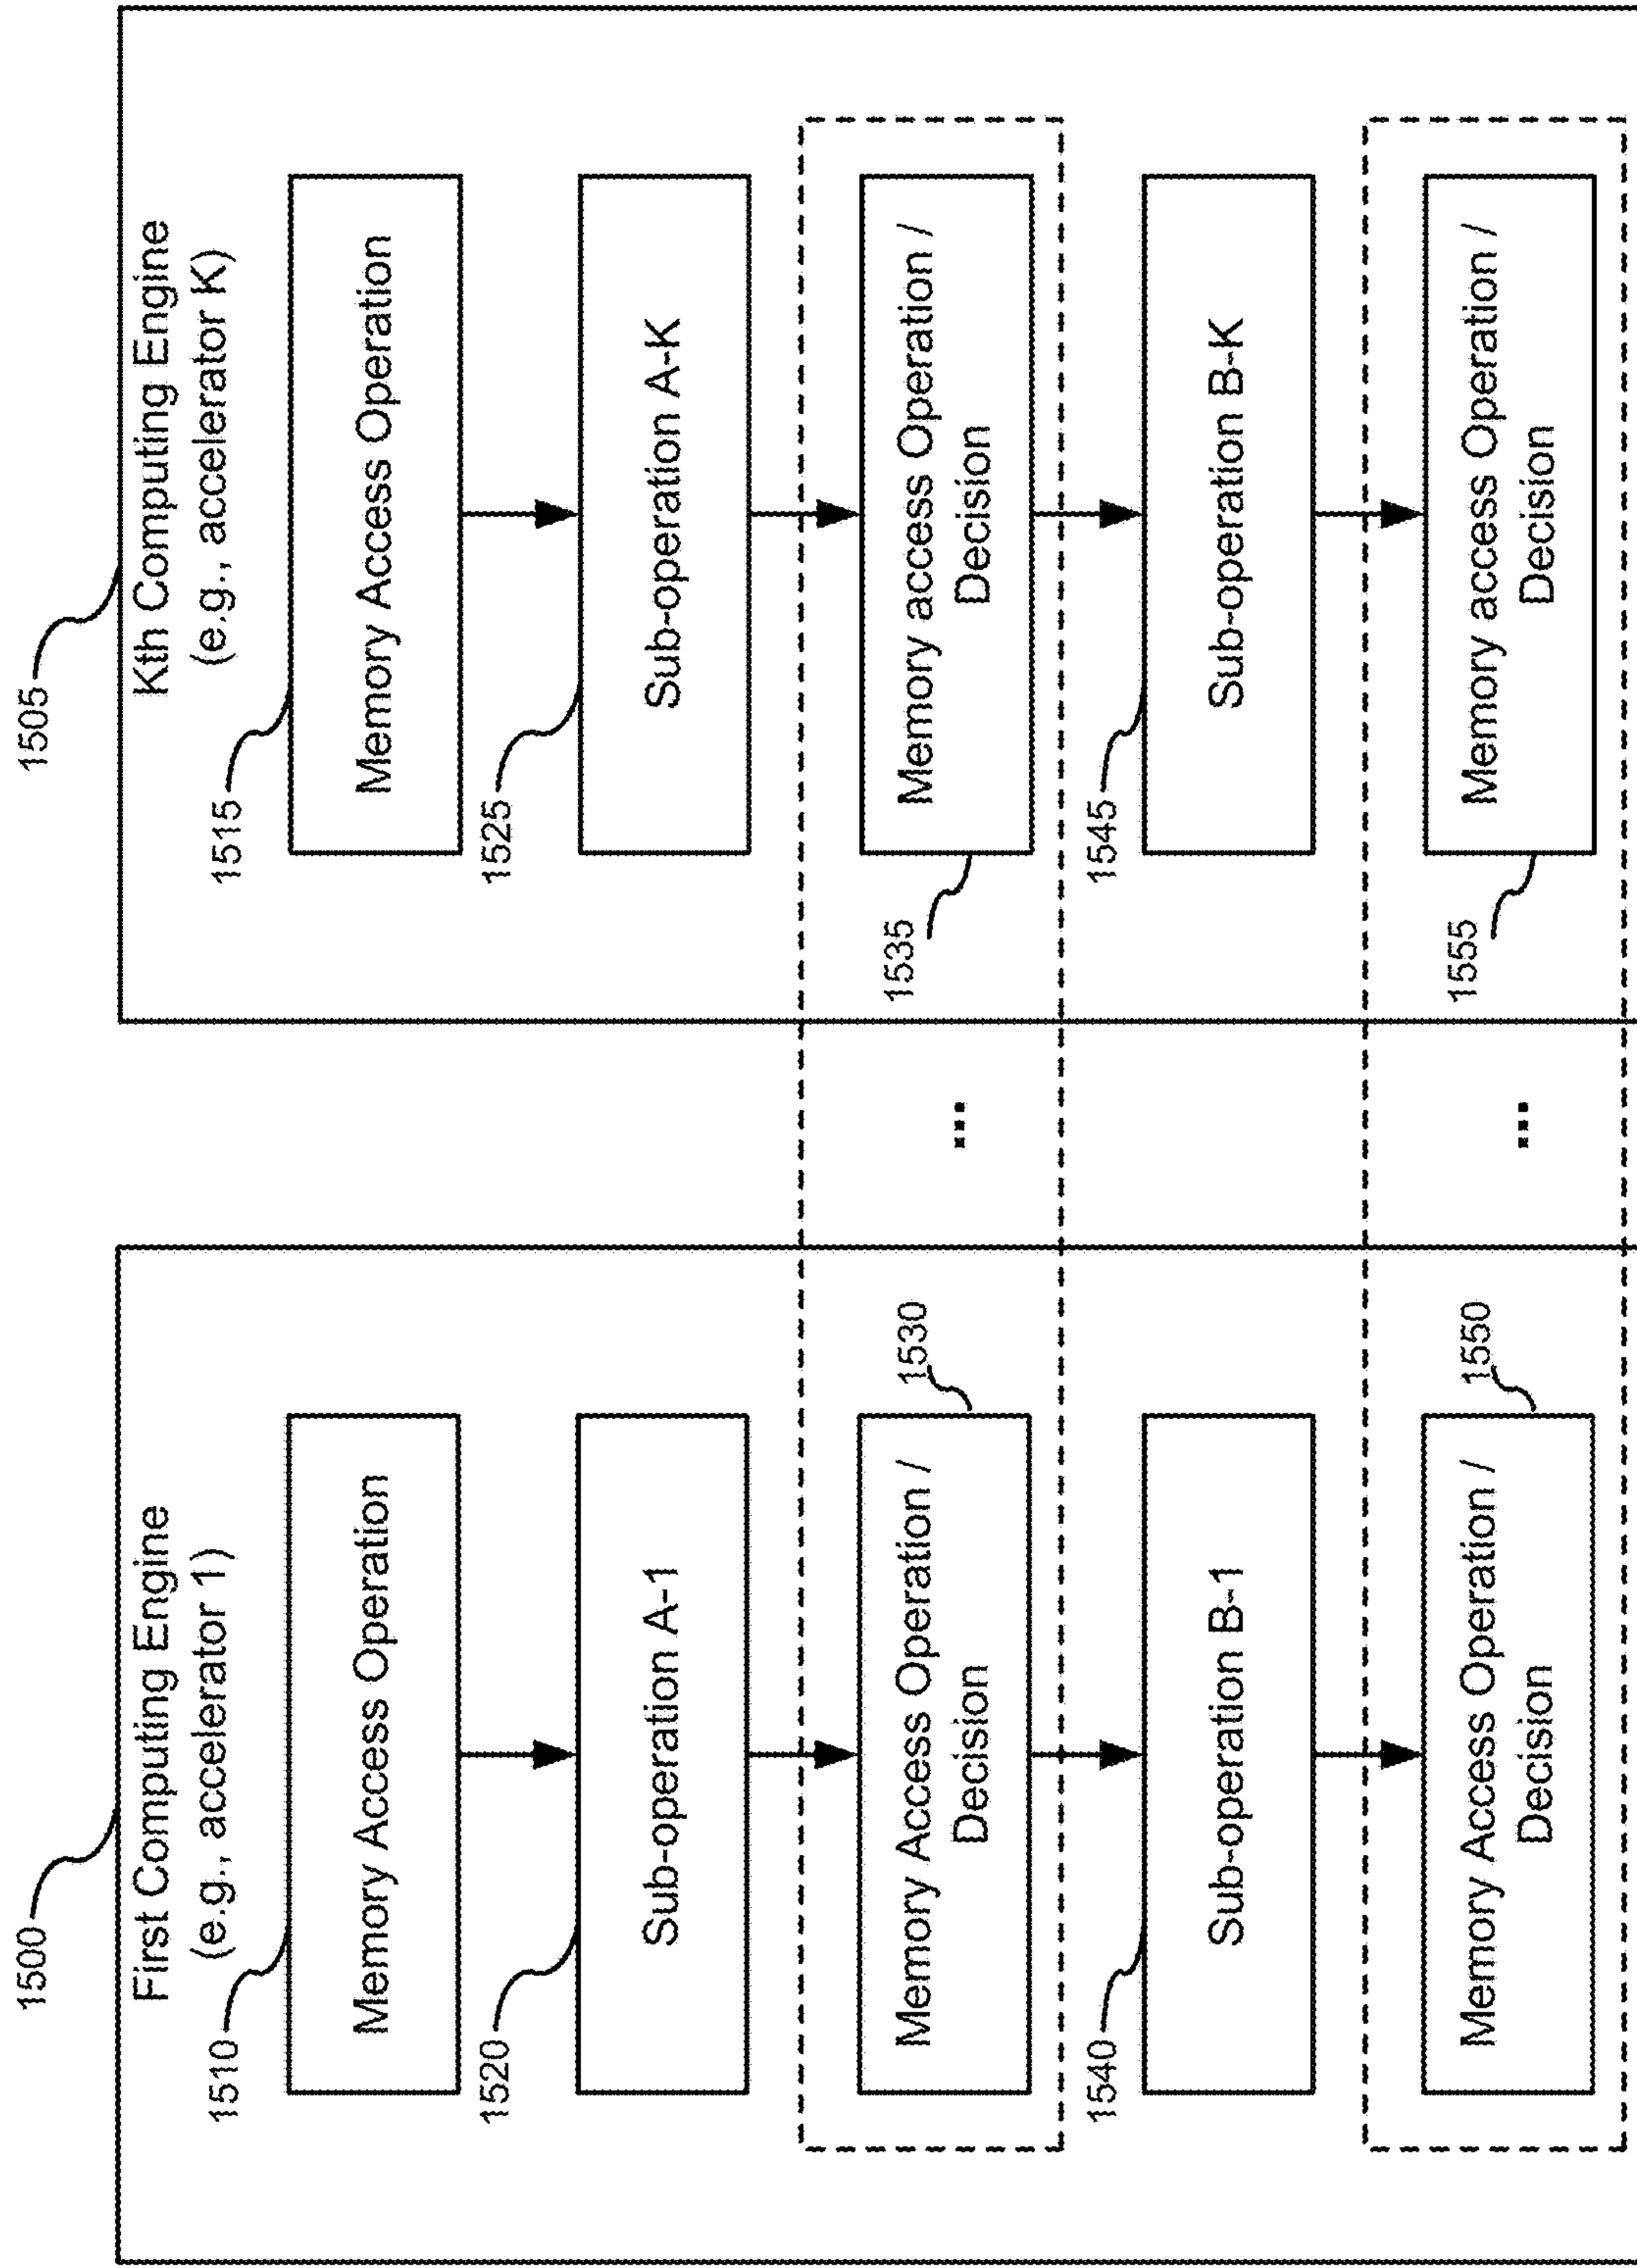 1500
First Computing Engine
(e.g., accelerator 1)
1510
Memory Access Operation
1520
Sub-operation A-1
Memory Access Operation /
Decision
1530
1540
Sub-operation B-1
Memory Access Operation /
Decision
1550
...
...
1505
Kth Computing Engine
(e.g., accelerator K)
1515
Memory Access Operation
1525
Sub-operation A-K
1535
Memory access Operation /
Decision
1545
Sub-operation B-K
1555
Memory access Operation /
Decision